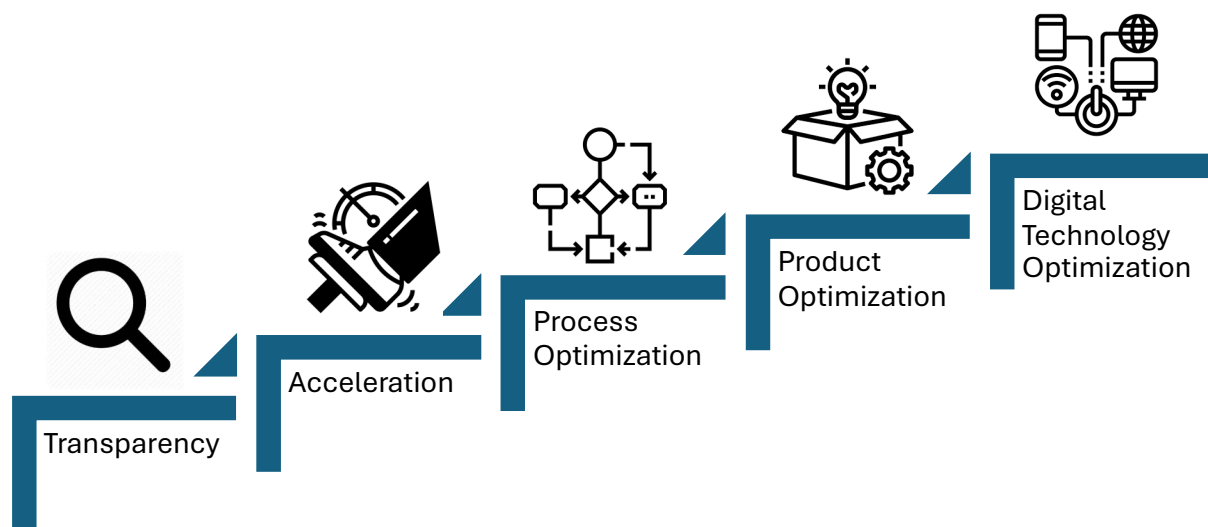 Transparency
Acceleration
Process
Optimization
Product
Optimization
Digital
Technology
Optimization